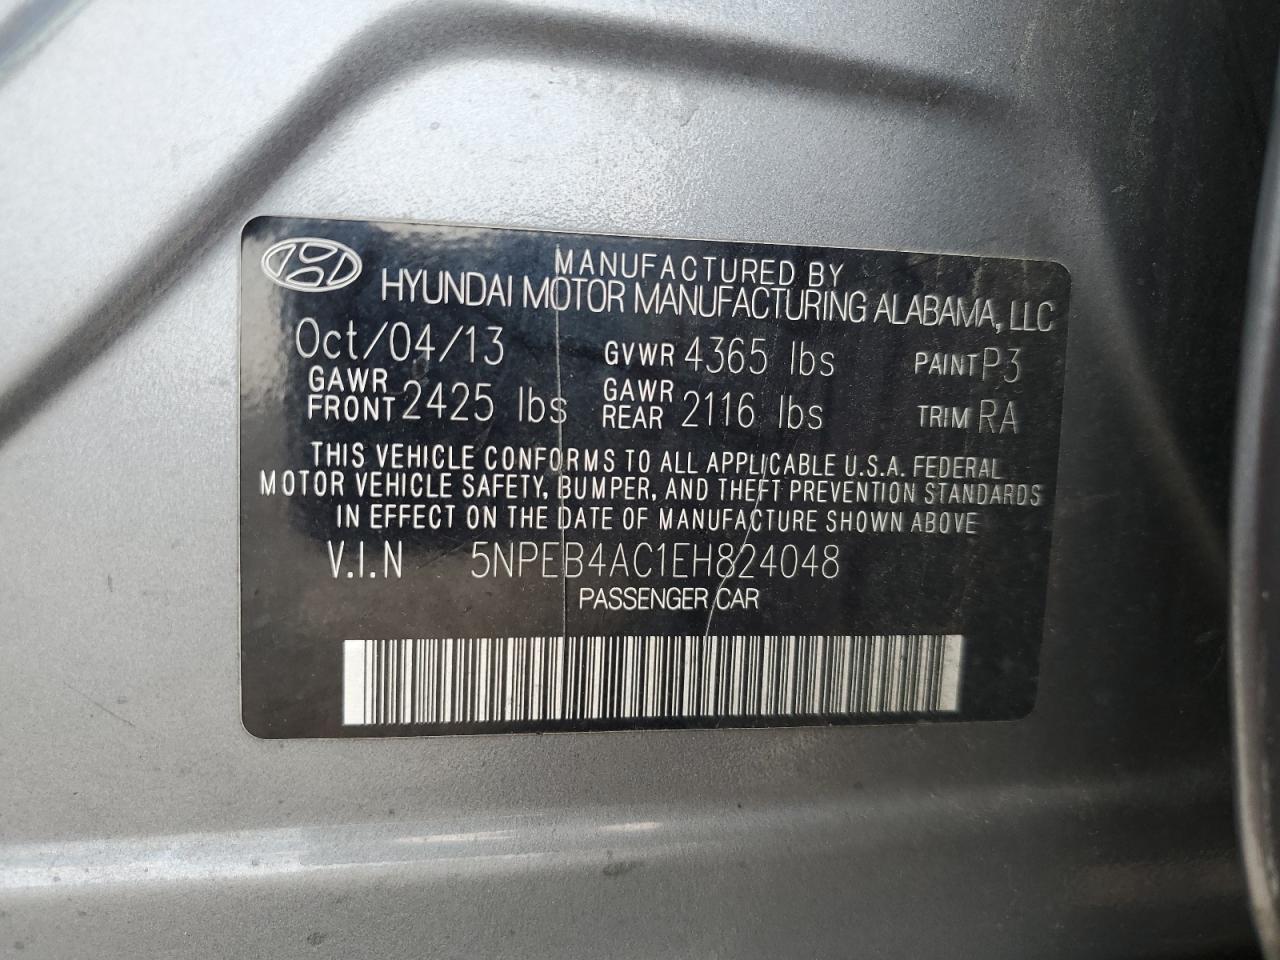 MANUFACTURED BY
HYUNDAI MOTOR MANUFACTURING ALABAMA, LLC
Oct/04/13 GVWR 4365 lbs PAINT P3
GAWR FRONT 2425 lbs GAWR REAR 2116 lbs TRIM RA
THIS VEHICLE CONFORMS TO ALL APPLICABLE U.S.A. FEDERAL
MOTOR VEHICLE SAFETY, BUMPER, AND THEFT PREVENTION STANDARDS
IN EFFECT ON THE DATE OF MANUFACTURE SHOWN ABOVE
V.I.N 5NPEB4AC1EH824048
PASSENGER CAR